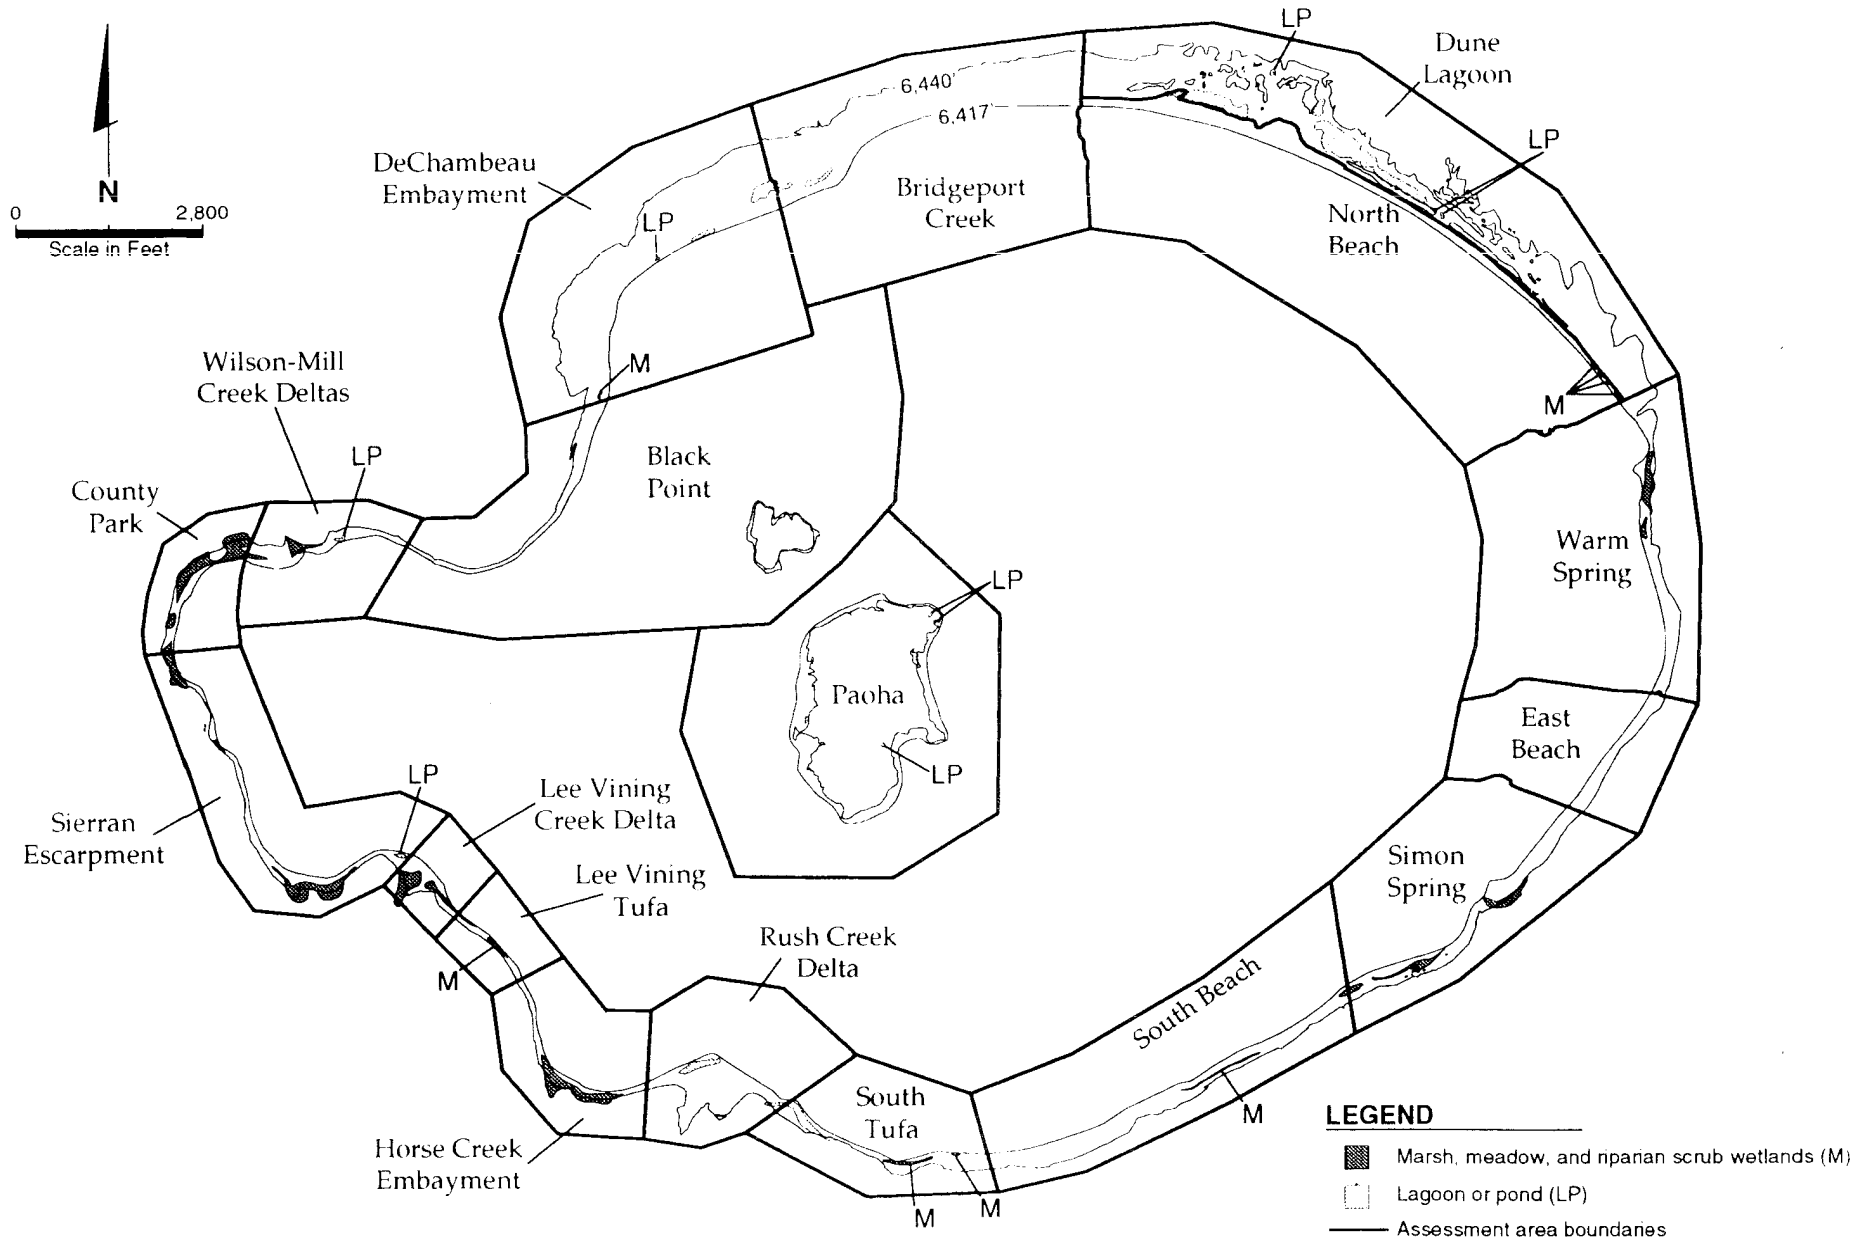 LP
Dune
Lagoon
6,440'
6,417'
LP
DeChambeau
Embayment
N
0 2,800
Scale in Feet
LP
Bridgeport
Creek
North
Beach
Wilson-Mill
Creek Deltas
M
M
LP
County
Park
Black
Point
Warm
Spring
LP
Paoha
East
Beach
LP
LP
Lee Vining
Creek Delta
Sierran
Escarpment
Simon
Spring
Lee Vining
Tufa
M
Rush Creek
Delta
South Beach
South
Tufa
M
Horse Creek
Embayment
M
M
LEGEND
Marsh, meadow, and riparian scrub wetlands (M)
Lagoon or pond (LP)
Assessment area boundaries